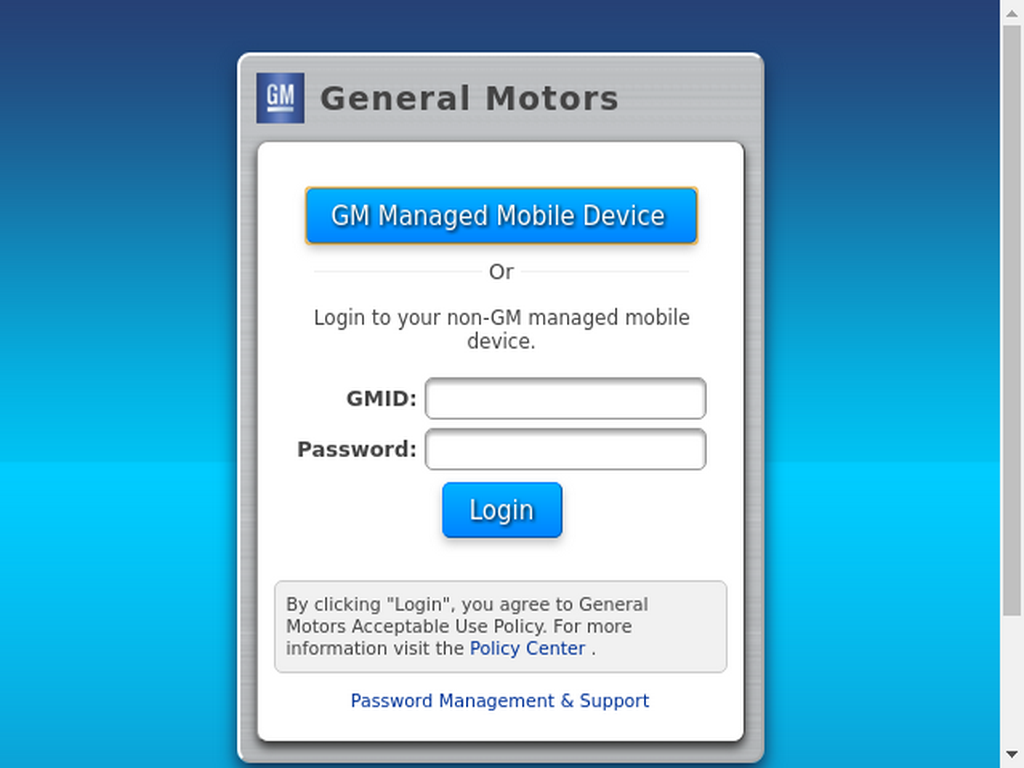 GM
General Motors
GM Managed Mobile Device
Or
Login to your non-GM managed mobile
device.
GMID:
Password:
Login
By clicking "Login", you agree to General
Motors Acceptable Use Policy. For more
information visit the Policy Center .
Password Management & Support